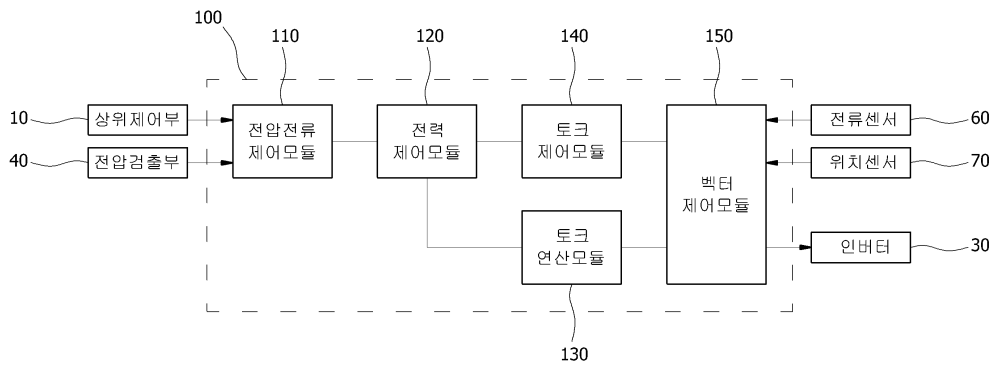 100
110
120
140
150
10
상위제어부
40
전압검출부
전압전류
제어모듈
전력
제어모듈
토크
제어모듈
토크
연산모듈
130
벡터
제어모듈
전류센서
60
위치센서
70
인버터
30